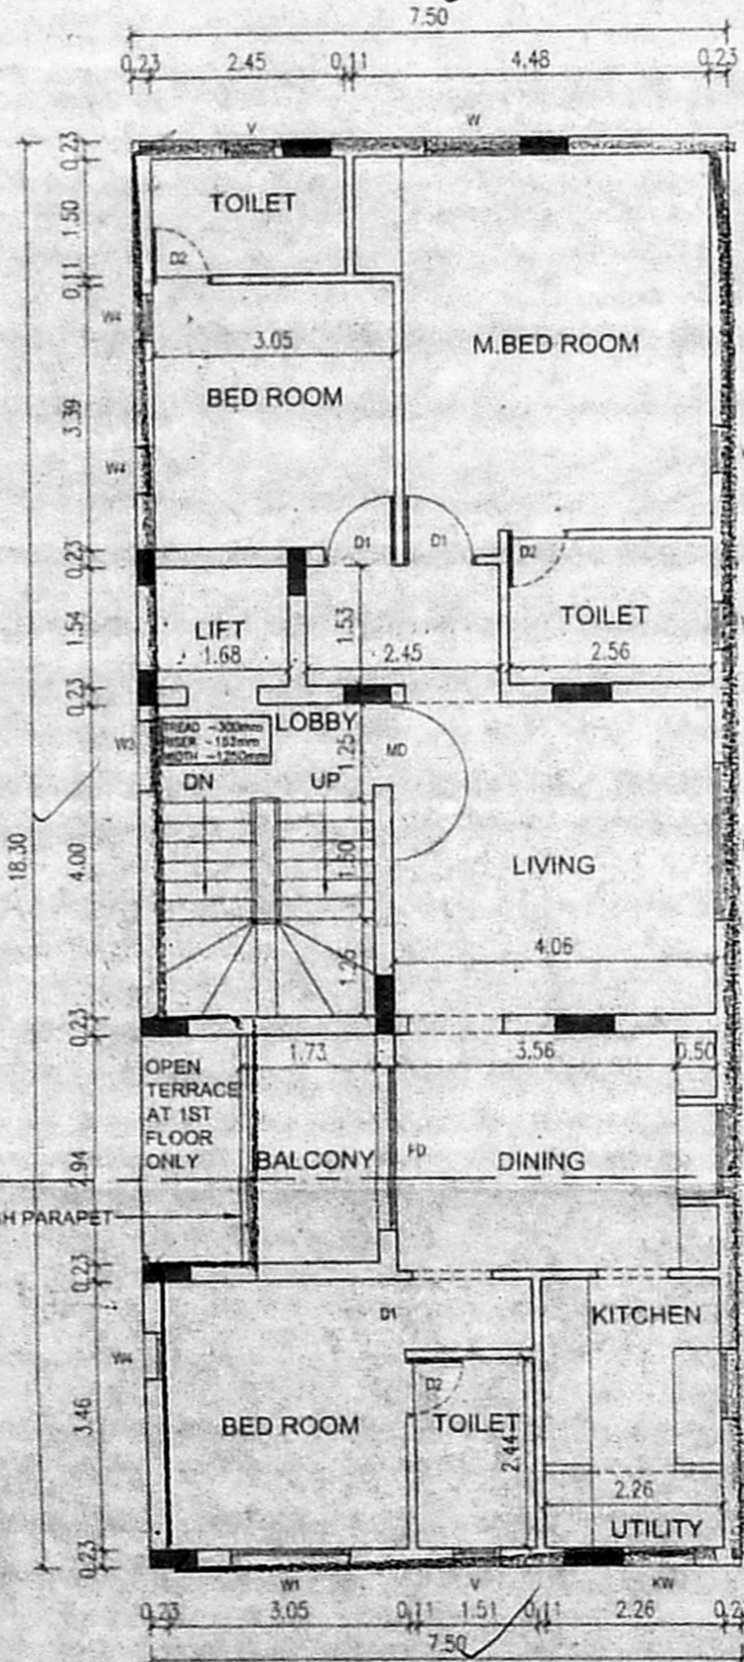 7.50
0.23 2.45 0.11 4.48 0.23
V W
0.23
1.50
0.11
3.39
0.23
1.54
0.23
4.00
0.23
2.94
0.23
3.46
0.23
18.30
TOILET
D2
W4
3.05
M.BED ROOM
BED ROOM
W4
D1 D1 D2
LIFT
1.68
1.53
2.45
TOILET
2.56
LOBBY
TREAD -300mm
RISER -152mm
WIDTH -1250mm
W3
1.25
MD
DN UP
1.50
LIVING
4.06
1.25
1.73 3.56 0.50
OPEN
TERRACE
AT 1ST
FLOOR
ONLY
BALCONY
FD
DINING
H PARAPET
D1
KITCHEN
W4
D2
BED ROOM
TOILET
2.44
2.26
UTILITY
W1 V KW
0.23 3.05 0.11 1.51 0.11 2.26
7.50